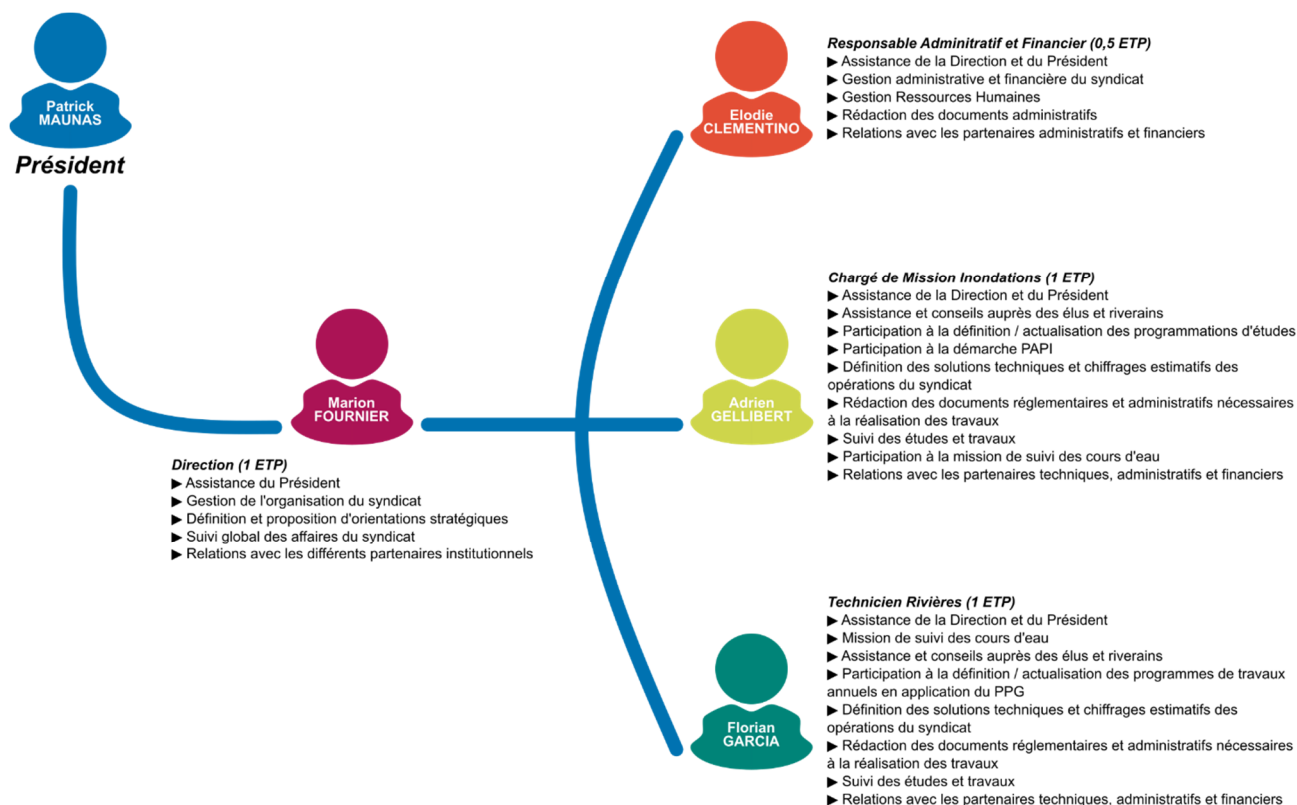 Patrick
MAUNAS
Président
Marion
FOURNIER
Direction (1 ETP)
▶ Assistance du Président
▶ Gestion de l'organisation du syndicat
▶ Définition et proposition d'orientations stratégiques
▶ Suivi global des affaires du syndicat
▶ Relations avec les différents partenaires institutionnels
Elodie
CLEMENTINO
Responsable Adminitratif et Financier (0,5 ETP)
▶ Assistance de la Direction et du Président
▶ Gestion administrative et financière du syndicat
▶ Gestion Ressources Humaines
▶ Rédaction des documents administratifs
▶ Relations avec les partenaires administratifs et financiers
Adrien
GELLIBERT
Chargé de Mission Inondations (1 ETP)
▶ Assistance de la Direction et du Président
▶ Assistance et conseils auprès des élus et riverains
▶ Participation à la définition / actualisation des programmations d'études
▶ Participation à la démarche PAPI
▶ Définition des solutions techniques et chiffrages estimatifs des
opérations du syndicat
▶ Rédaction des documents réglementaires et administratifs nécessaires
à la réalisation des travaux
▶ Suivi des études et travaux
▶ Participation à la mission de suivi des cours d'eau
▶ Relations avec les partenaires techniques, administratifs et financiers
Florian
GARCIA
Technicien Rivières (1 ETP)
▶ Assistance de la Direction et du Président
▶ Mission de suivi des cours d'eau
▶ Assistance et conseils auprès des élus et riverains
▶ Participation à la définition / actualisation des programmes de travaux
annuels en application du PPG
▶ Définition des solutions techniques et chiffrages estimatifs des
opérations du syndicat
▶ Rédaction des documents réglementaires et administratifs nécessaires
à la réalisation des travaux
▶ Suivi des études et travaux
▶ Relations avec les partenaires techniques, administratifs et financiers